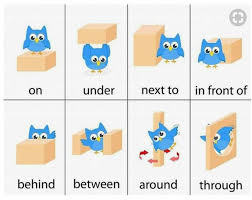 on under next to in front of
behind between around through